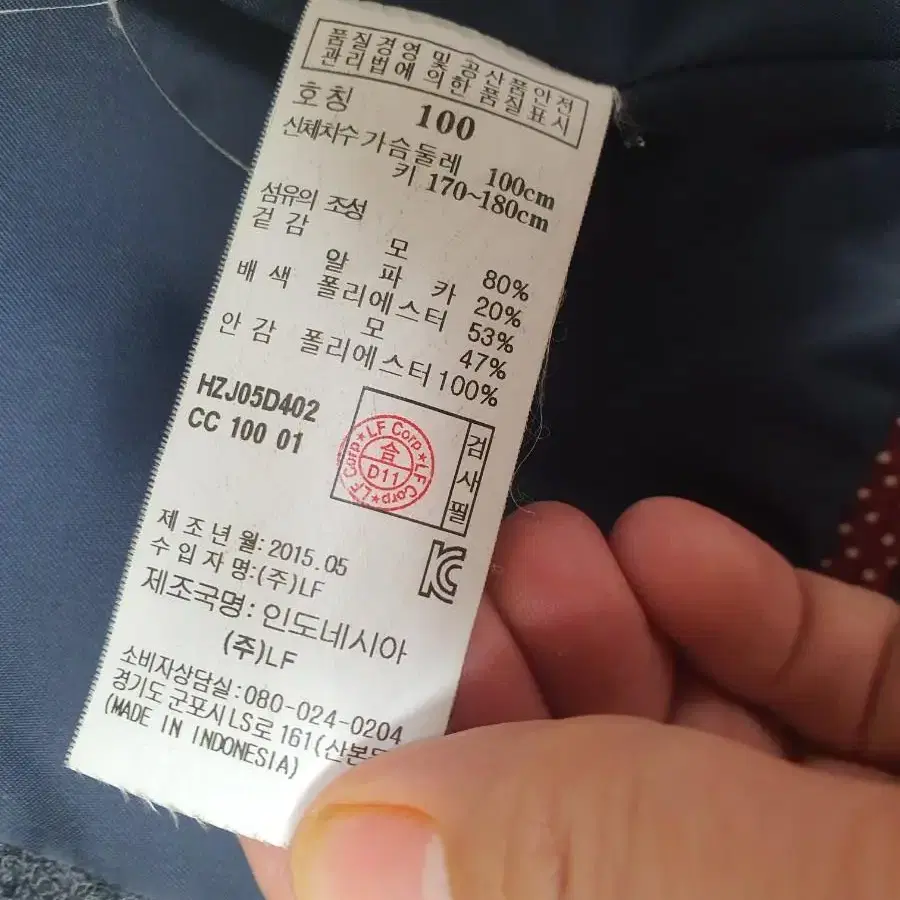 품질경영 및 공산품안전
관리법에 의한 품질표시
호칭 100
신체치수 가슴둘레 100cm
키 170~180cm
섬유의 조성
겉감 모 80%
알파카 20%
배색 폴리에스터 53%
모 47%
안감 폴리에스터 100%
HZJ05D402
CC 100 01
LF Corp ★ LF Corp ★ LF Corp ★
合
D11
검사필
제조년월: 2015.05
수입자명:(주)LF
제조국명: 인도네시아
(주)LF
소비자상담실:080-024-0204
경기도 군포시 LS로 161(산본
(MADE IN INDONESIA)